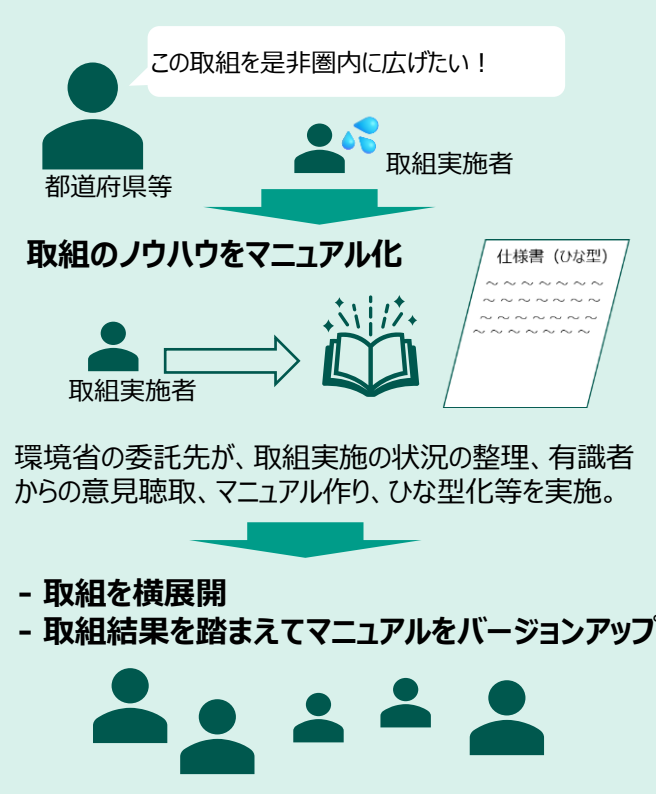 この取組を是非圏内に広げたい！
都道府県等
取組実施者
取組のノウハウをマニュアル化
仕様書（ひな型）
～～～～～～～
～～～～～～～
～～～～～～～
～～～～～～～
取組実施者
環境省の委託先が、取組実施の状況の整理、有識者
からの意見聴取、マニュアル作り、ひな型化等を実施。
- 取組を横展開
- 取組結果を踏まえてマニュアルをバージョンアップ